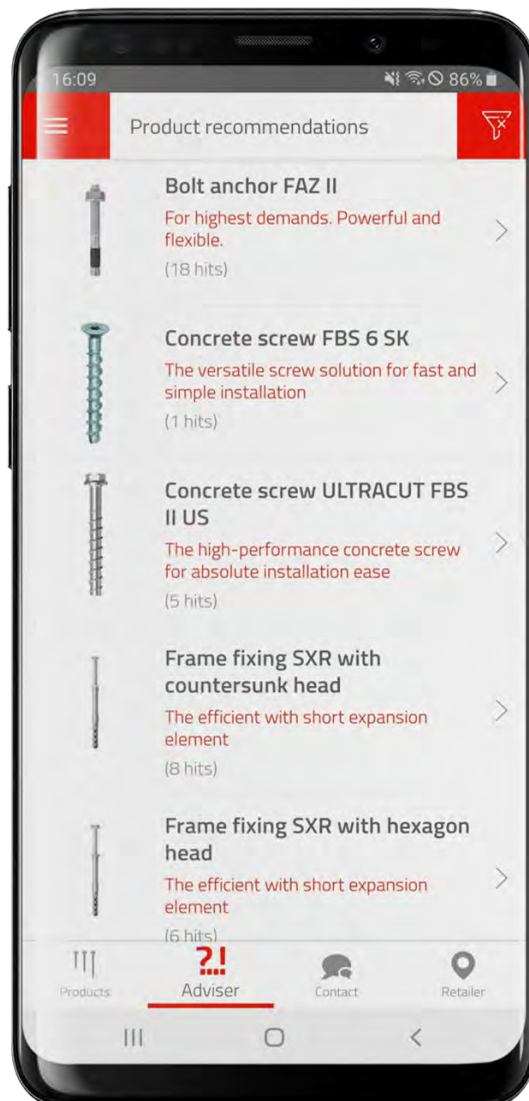 16:09
86%
Product recommendations
Bolt anchor FAZ II
For highest demands. Powerful and
flexible.
(18 hits)
Concrete screw FBS 6 SK
The versatile screw solution for fast and
simple installation
(1 hits)
Concrete screw ULTRACUT FBS
II US
The high-performance concrete screw
for absolute installation ease
(5 hits)
Frame fixing SXR with
countersunk head
The efficient with short expansion
element
(8 hits)
Frame fixing SXR with hexagon
head
The efficient with short expansion
element
(6 hits)
?!
Products
Adviser
Contact
Retailer